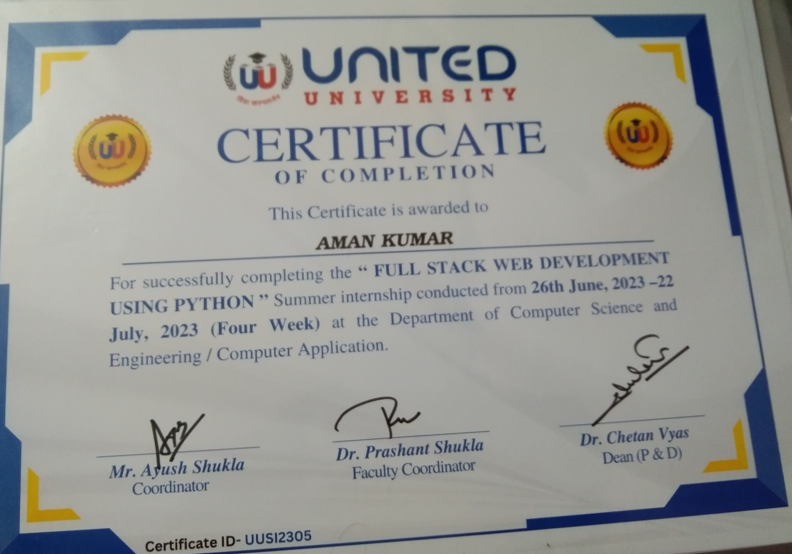 UNITED
UNIVERSITY
CERTIFICATE
OF COMPLETION
This Certificate is awarded to
AMAN KUMAR
For successfully completing the “ FULL STACK WEB DEVELOPMENT
USING PYTHON ” Summer internship conducted from 26th June, 2023 –22
July, 2023 (Four Week) at the Department of Computer Science and
Engineering / Computer Application.
Mr. Ayush Shukla
Coordinator
Dr. Prashant Shukla
Faculty Coordinator
Dr. Chetan Vyas
Dean (P & D)
Certificate ID- UUSI2305